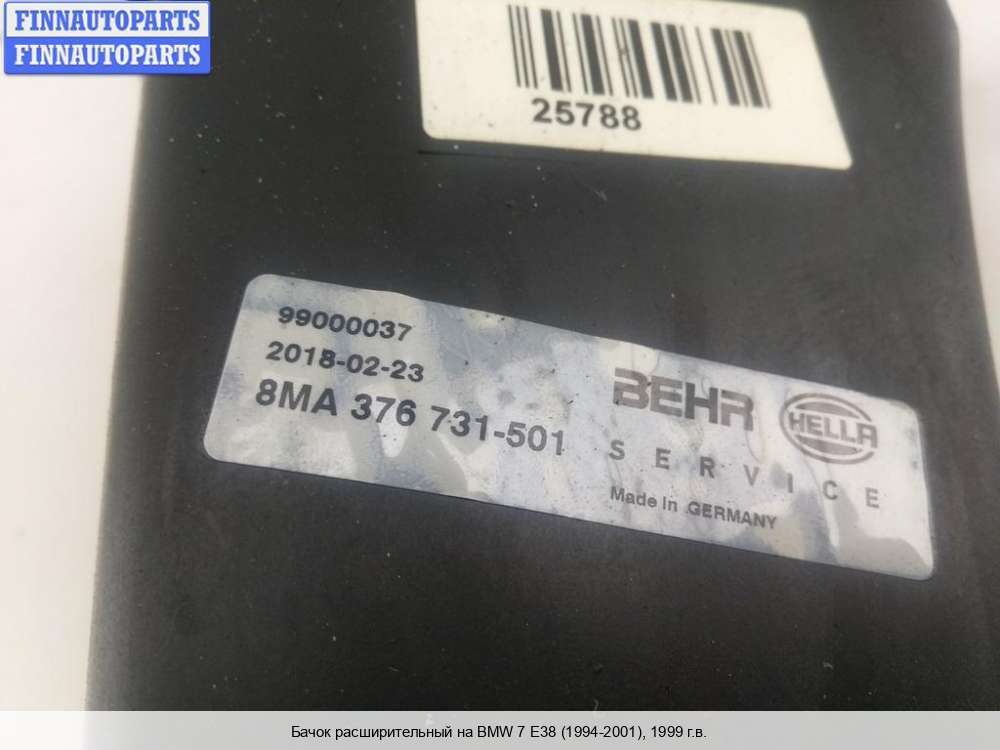 FINNAUTOPARTS
FINNAUTOPARTS
25788
99000037
2018-02-23
8MA 376 731-501
BEHR
HELLA
SERVICE
Made in GERMANY
Бачок расширительный на BMW 7 E38 (1994-2001), 1999 г.в.